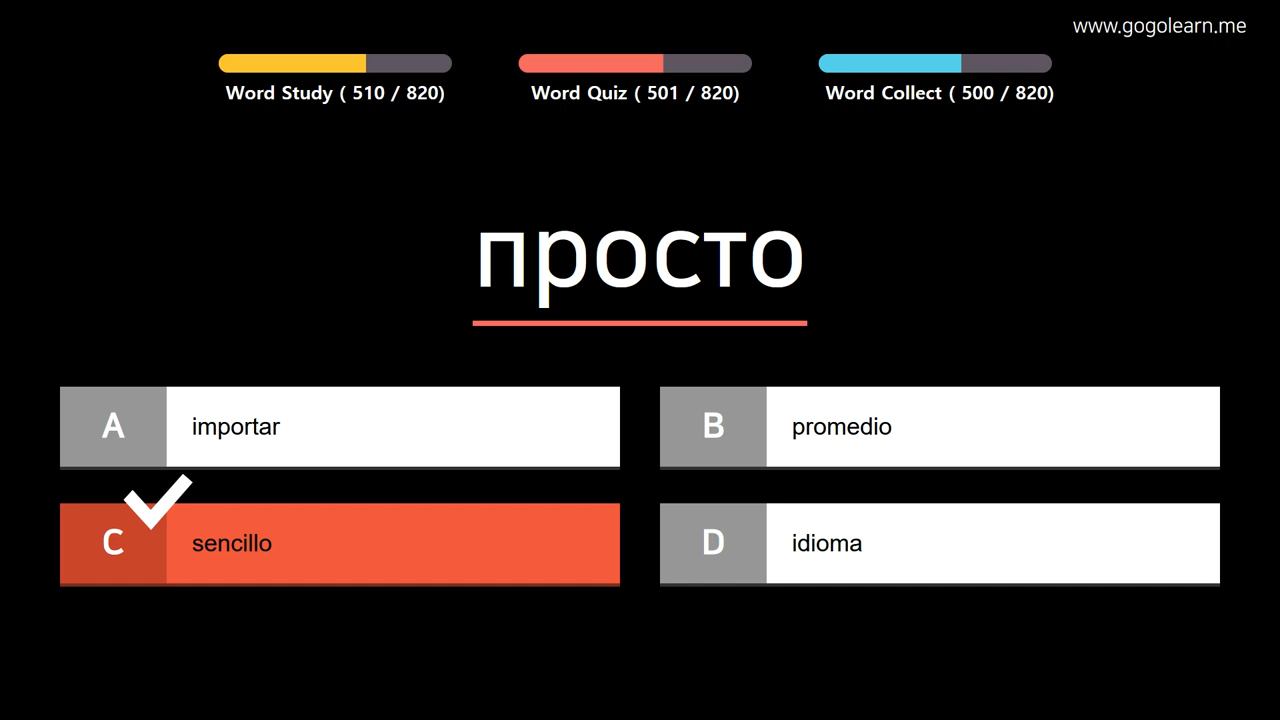 www.gogolearn.me
Word Study ( 510 / 820)
Word Quiz ( 501 / 820)
Word Collect ( 500 / 820)
просто
A importar
B promedio
C sencillo
D idioma